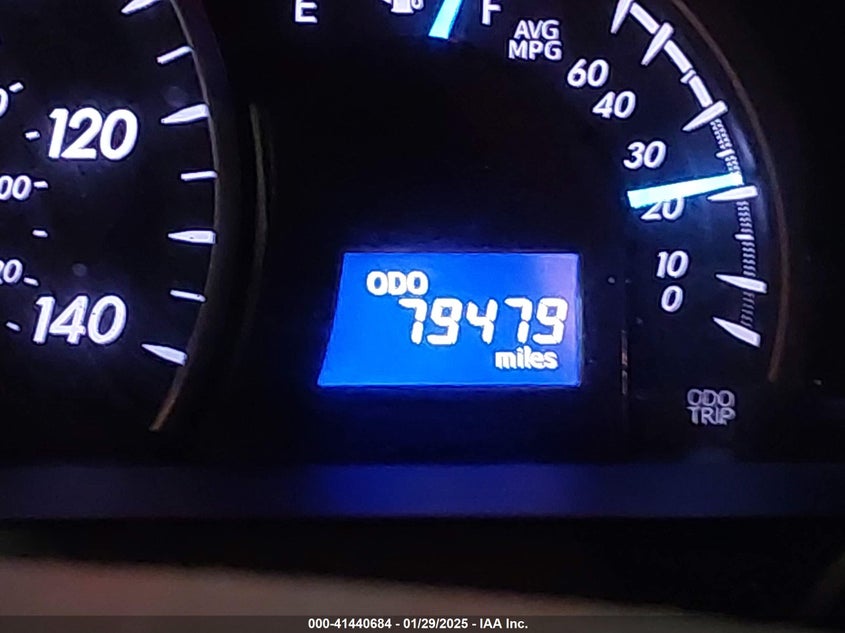 E
F
AVG
MPG
60
40
120
30
20
10
0
140
ODO
79479
miles
ODO
TRIP
000-41440684 - 01/29/2025 - IAA Inc.